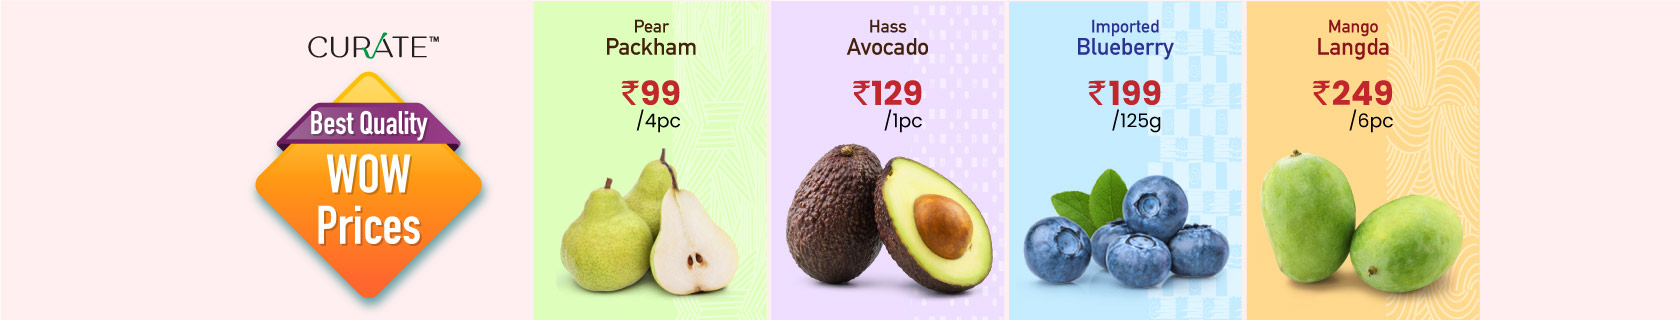 CURATE™
Best Quality
WOW
Prices
Pear
Packham
₹99
/4pc
Hass
Avocado
₹129
/1pc
Imported
Blueberry
₹199
/125g
Mango
Langda
₹249
/6pc